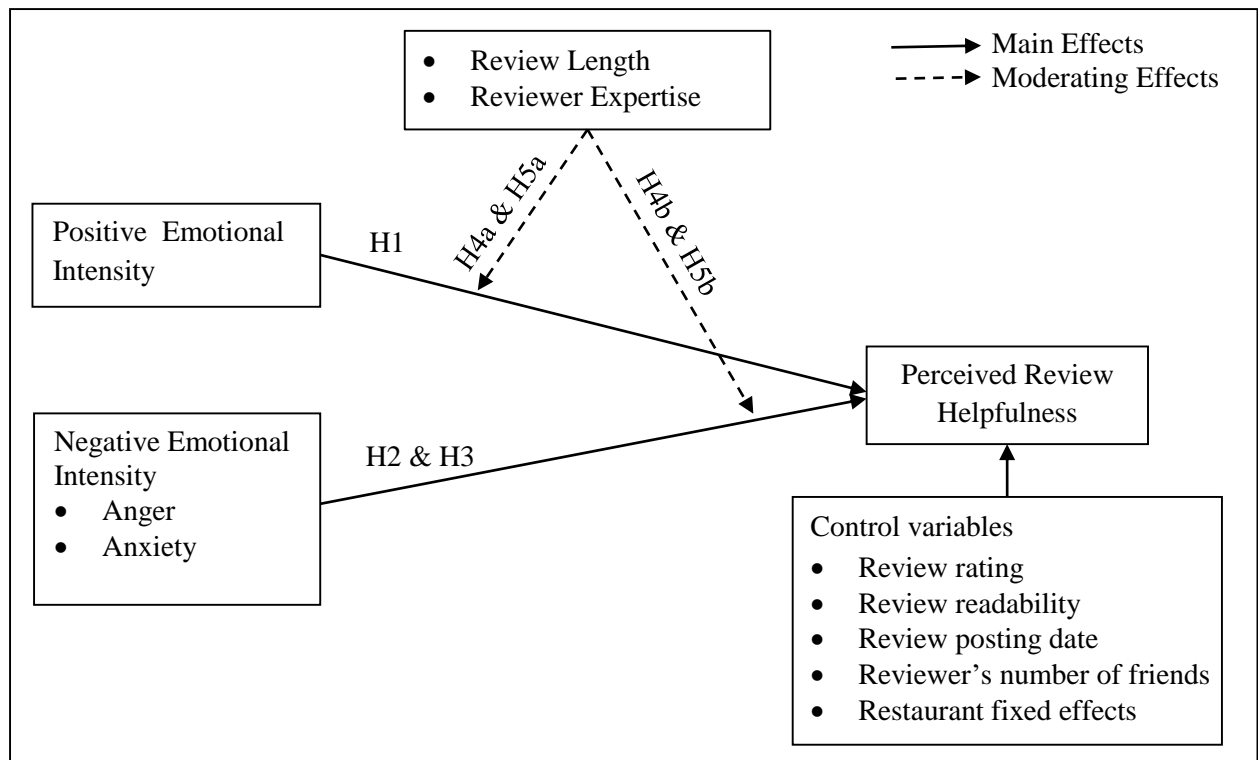 • Review Length
• Reviewer Expertise
Main Effects
Moderating Effects
H4a & H5a
H4b & H5b
Positive Emotional
Intensity
H1
Perceived Review
Helpfulness
Negative Emotional
Intensity
• Anger
• Anxiety
H2 & H3
Control variables
• Review rating
• Review readability
• Review posting date
• Reviewer’s number of friends
• Restaurant fixed effects